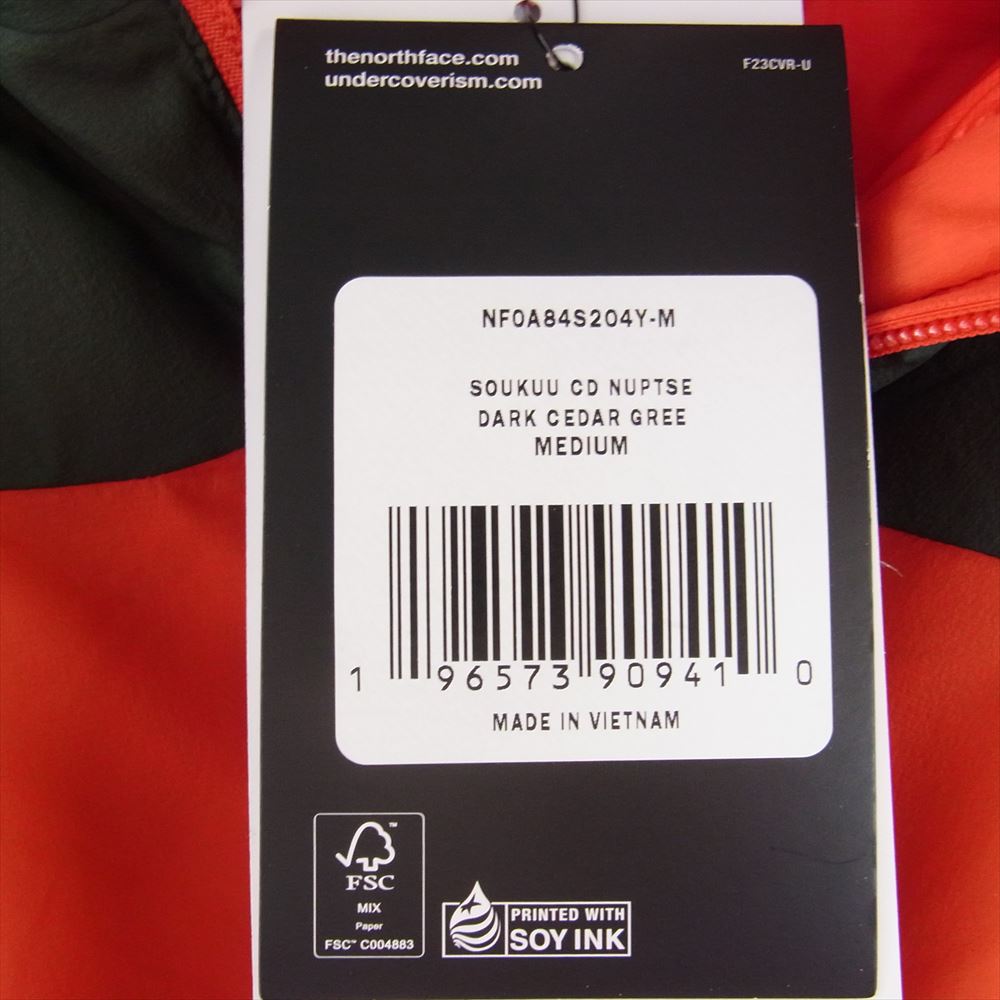 thenorthface.com
undercoverism.com
F23CVR-U
NF0A84S204Y-M
SOUKUU CD NUPTSE
DARK CEDAR GREE
MEDIUM
1 96573 90941 0
MADE IN VIETNAM
FSC
MIX
Paper
FSC™ C004883
PRINTED WITH
SOY INK